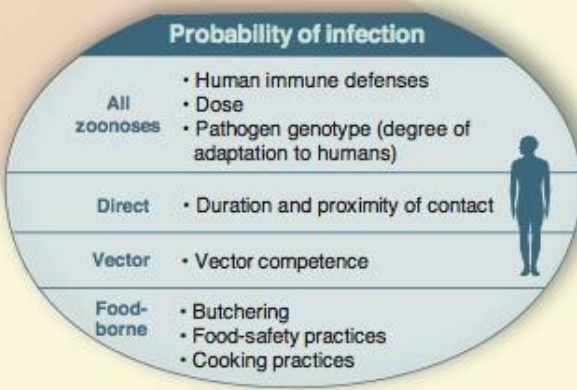 Probability of infection
All
zoonoses
• Human immune defenses
• Dose
• Pathogen genotype (degree of
adaptation to humans)
Direct
• Duration and proximity of contact
Vector
• Vector competence
Food-
borne
• Butchering
• Food-safety practices
• Cooking practices